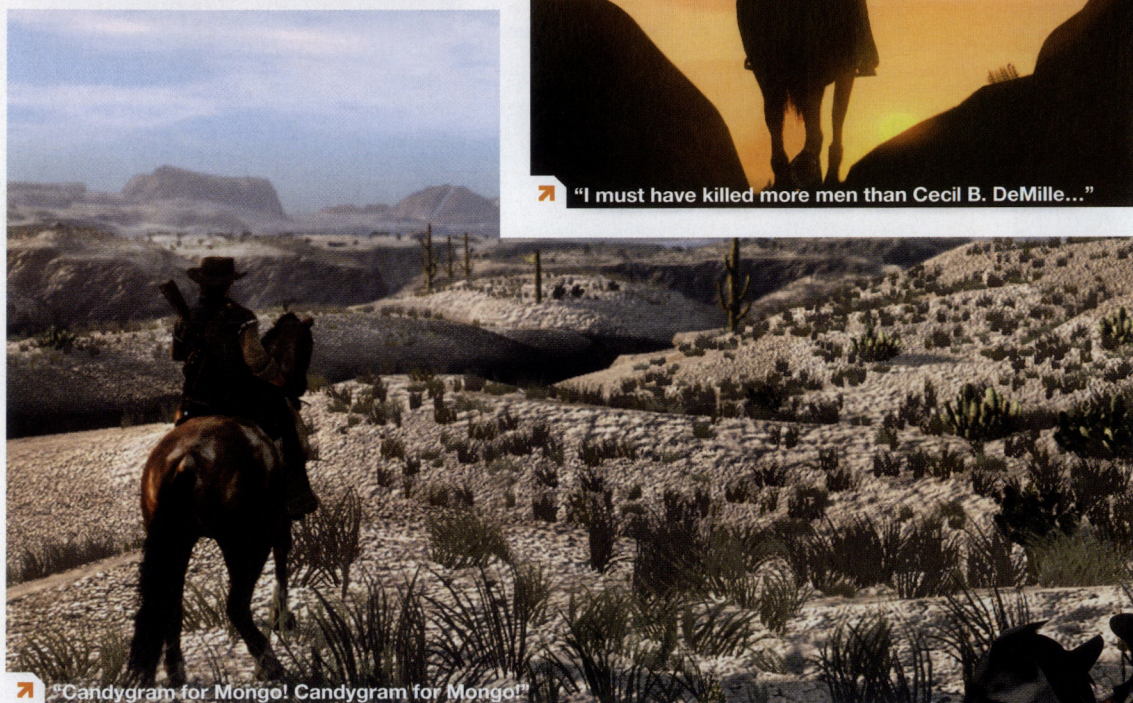 “I must have killed more men than Cecil B. DeMille...”
“Candygram for Mongo! Candygram for Mongo!”